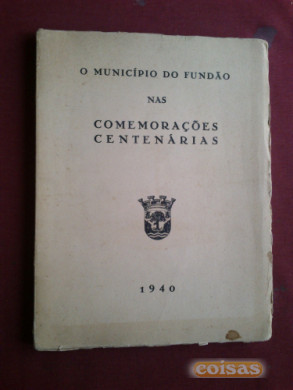 O MUNICÍPIO DO FUNDÃO
NAS
COMEMORAÇÕES
CENTENÁRIAS
1940
coisas